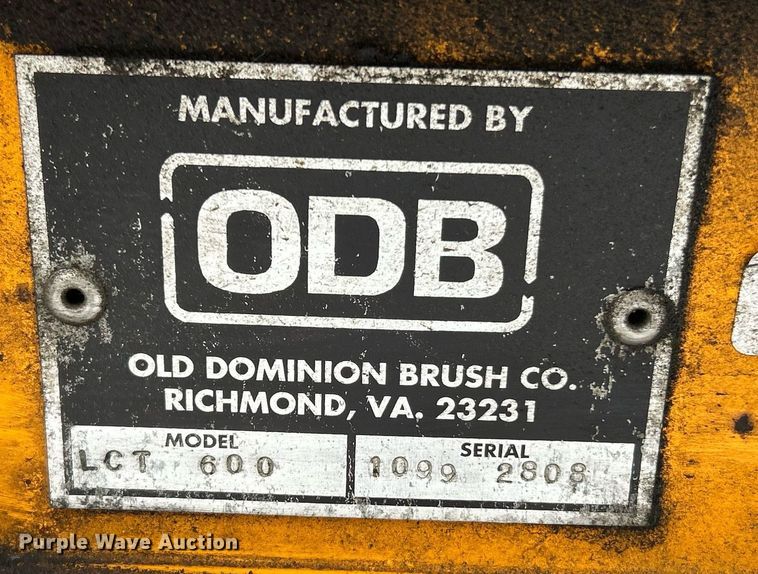 MANUFACTURED BY
ODB
OLD DOMINION BRUSH CO.
RICHMOND, VA. 23231
MODEL SERIAL
LCT 600 1099 2808
Purple Wave Auction